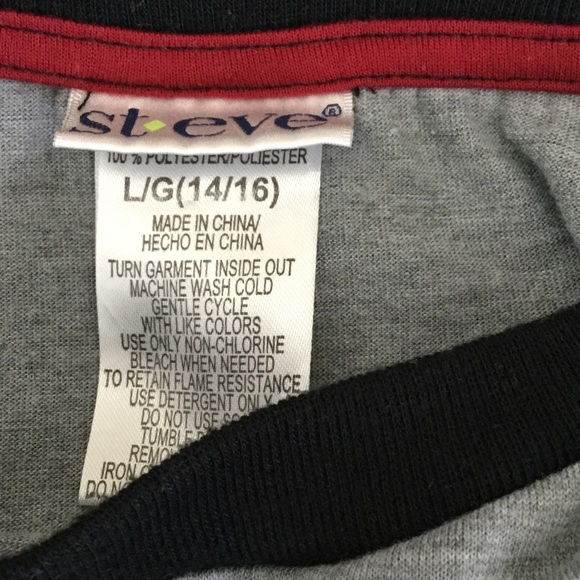 st•eve®
100 % POLYESTER/POLIESTER
L/G(14/16)
MADE IN CHINA/
HECHO EN CHINA
TURN GARMENT INSIDE OUT
MACHINE WASH COLD
GENTLE CYCLE
WITH LIKE COLORS
USE ONLY NON-CHLORINE
BLEACH WHEN NEEDED
TO RETAIN FLAME RESISTANCE
USE DETERGENT ONLY
DO NOT USE
TUMBLE
IRON
DO NOT